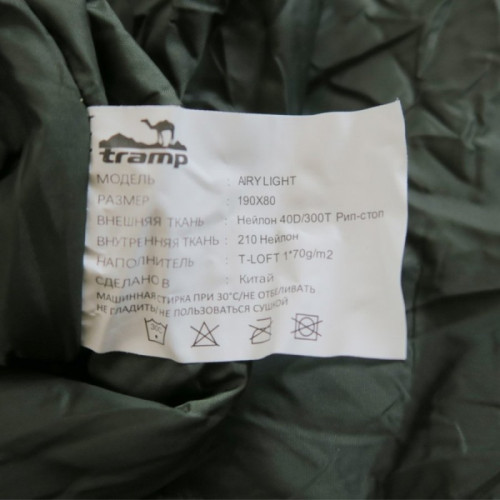 tramp
МОДЕЛЬ : AIRY LIGHT
РАЗМЕР : 190X80
ВНЕШНЯЯ ТКАНЬ : Нейлон 40D/300T Рип-стоп
ВНУТРЕННЯЯ ТКАНЬ : 210 Нейлон
НАПОЛНИТЕЛЬ : T-LOFT 1*70g/m2
СДЕЛАНО В : Китай
МАШИННАЯ СТИРКА ПРИ 30°С/НЕ ОТБЕЛИВАТЬ
НЕ ГЛАДИТЬ/НЕ ПОЛЬЗОВАТЬСЯ СУШКОЙ